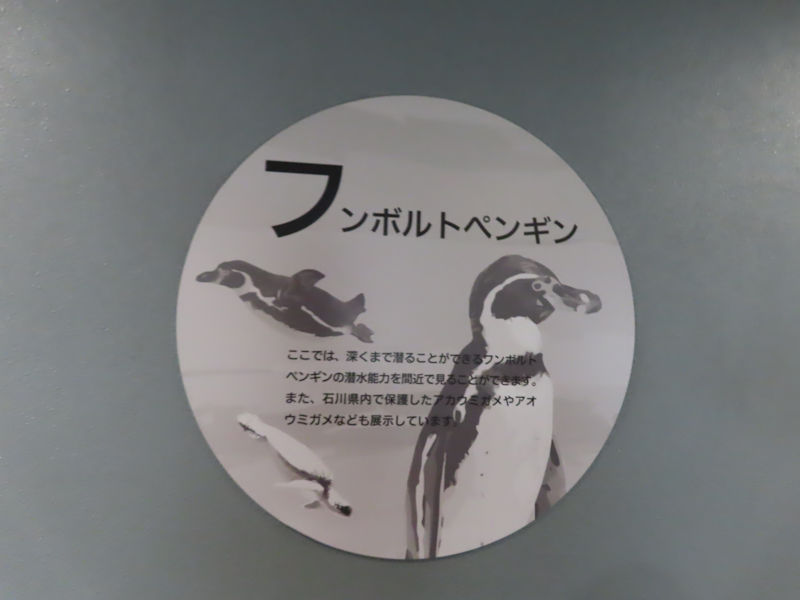 フンボルトペンギン
ここでは、深くまで潜ることができるフンボルト
ペンギンの潜水能力を間近で見ることができます。
また、石川県内で保護したアカウミガメやアオ
ウミガメなども展示しています。